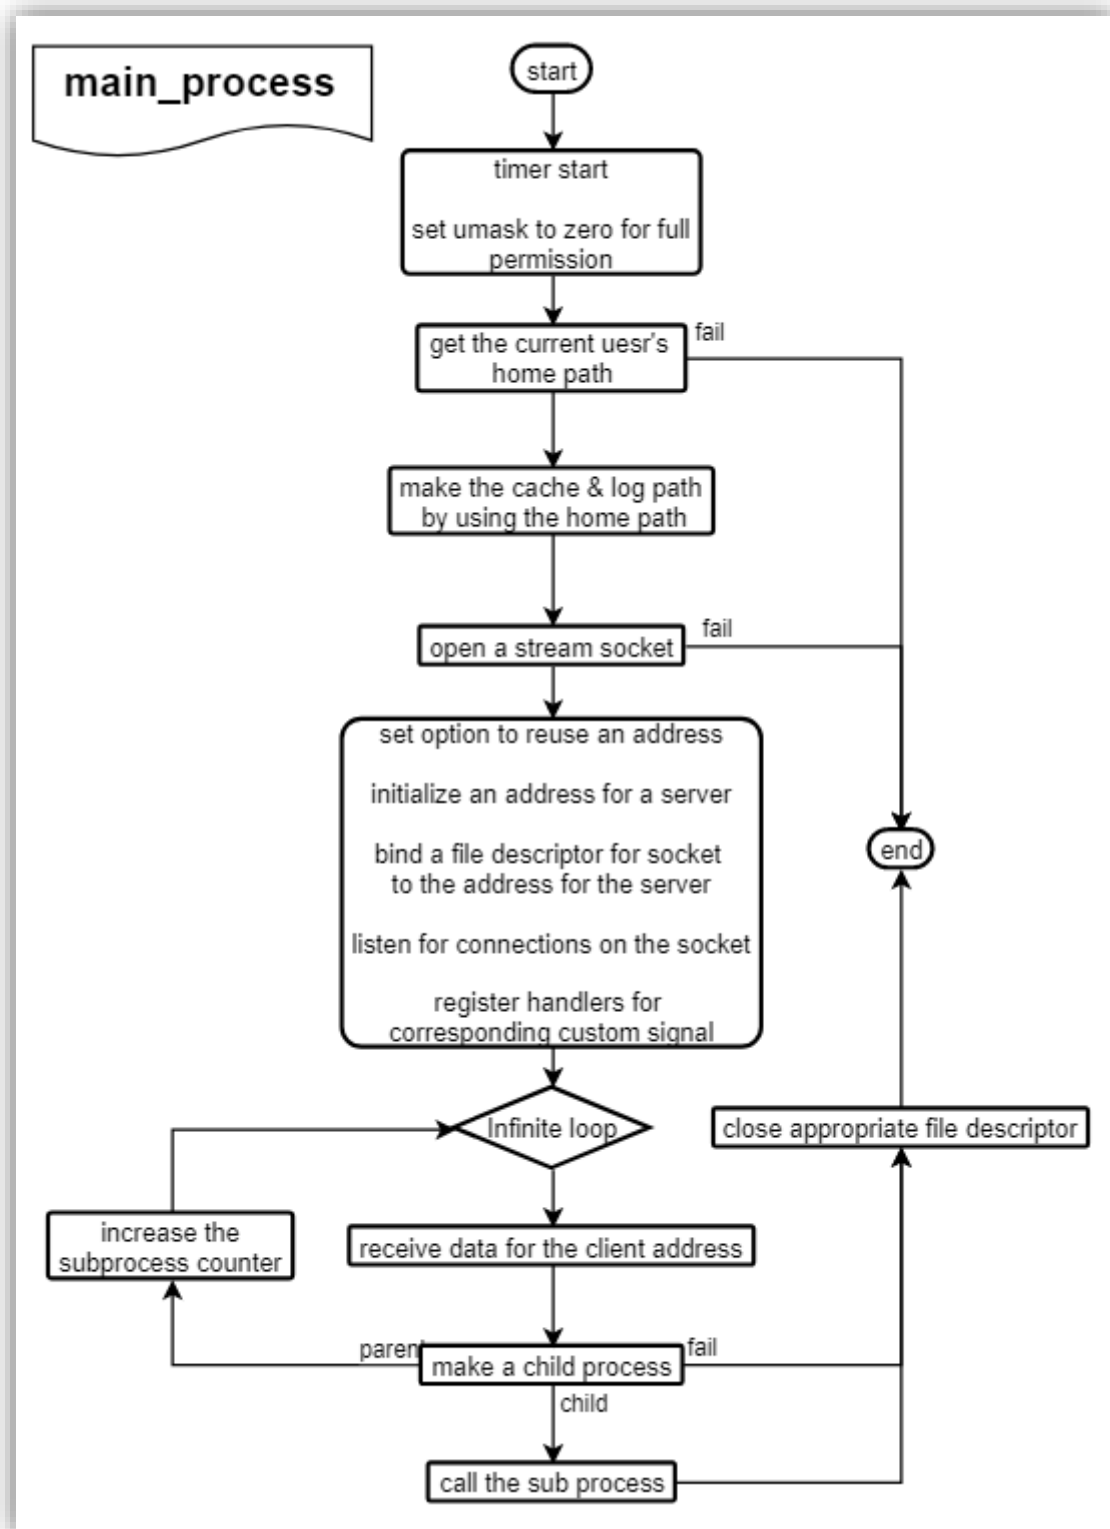 main_process
start
timer start
set umask to zero for full
permission
get the current uesr's
home path
fail
make the cache & log path
by using the home path
open a stream socket
fail
set option to reuse an address
initialize an address for a server
bind a file descriptor for socket
to the address for the server
listen for connections on the socket
register handlers for
corresponding custom signal
end
Infinite loop
close appropriate file descriptor
increase the
subprocess counter
receive data for the client address
parent
make a child process
fail
child
call the sub process